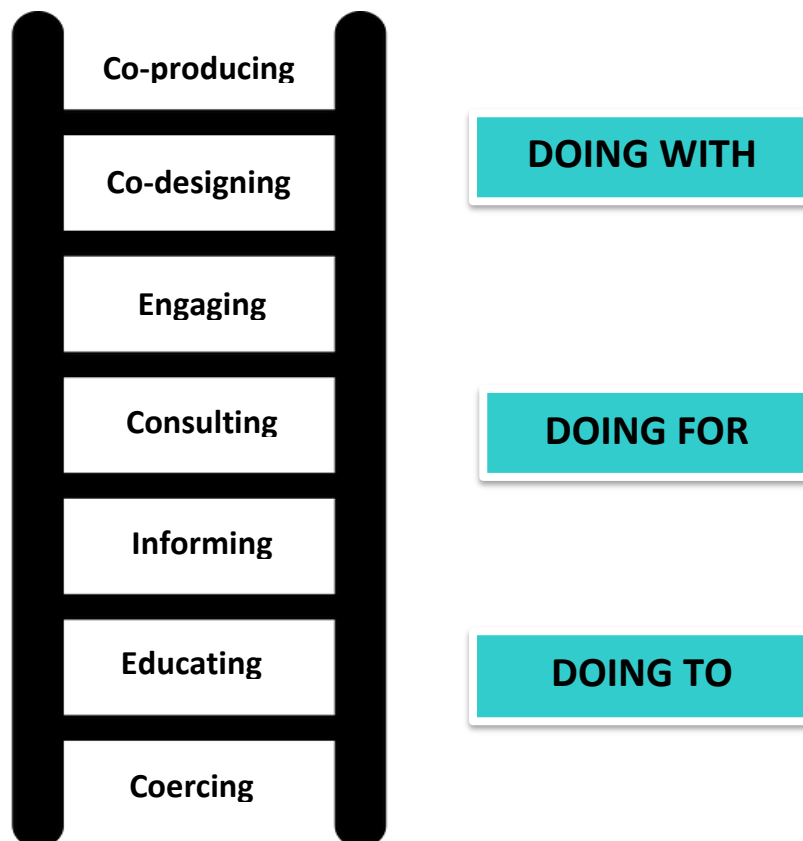 Co-producing
DOING WITH
Co-designing
Engaging
Consulting
DOING FOR
Informing
Educating
DOING TO
Coercing